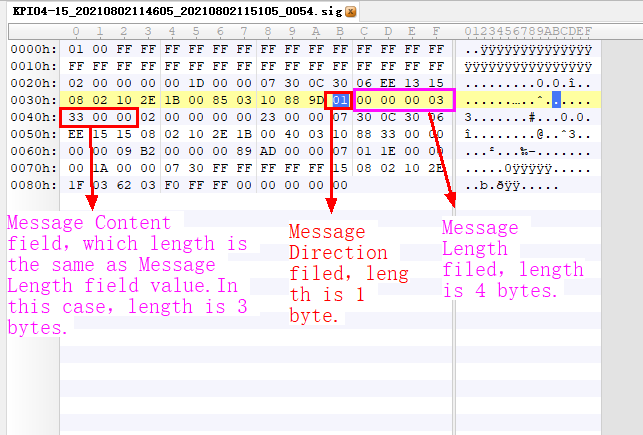 KPI04-15_20210802114605_20210802115105_0054.sig
0 1 2 3 4 5 6 7 8 9 A B C D E F 0123456789ABCDEF
0000h: 01 00 FF FF FF FF FF FF FF FF FF FF FF FF FF FF ..ÿÿÿÿÿÿÿÿÿÿÿÿÿÿ
0010h: FF FF FF FF FF FF FF FF FF FF FF FF FF FF FF FF ÿÿÿÿÿÿÿÿÿÿÿÿÿÿÿÿ
0020h: 02 00 00 00 00 1D 00 00 07 30 0C 30 06 EE 13 15 .........0.0.î..
0030h: 08 02 10 2E 1B 00 85 03 10 88 9D 01 00 00 00 03 ......….ˆ......
0040h: 33 00 00 02 00 00 00 00 23 00 00 07 30 0C 30 06 3.......#...0.0.
0050h: EE 15 15 08 02 10 2E 1B 00 40 03 10 88 33 00 00 î........@..ˆ3..
0060h: 00 00 09 B2 00 00 00 89 AD 00 00 07 01 1E 00 00 ...²...‰-.......
0070h: 00 1A 00 00 07 30 FF FF FF FF FF 15 08 02 10 2E .....0ÿÿÿÿÿ.....
0080h: 1F 03 62 03 F0 FF FF 00 00 00 00 00 ..b.ðÿÿ.....
Message Content
field, which length is
the same as Message
Length field value.In
this case, length is 3
bytes.
Message
Direction
filed, leng
th is 1
byte.
Message
Length
filed, length
is 4 bytes.